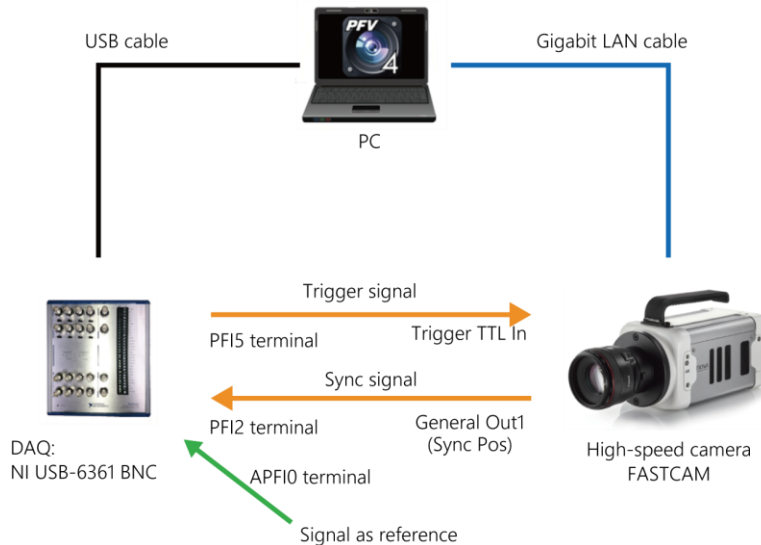 USB cable
Gigabit LAN cable
PFV
4
PC
Trigger signal
PFI5 terminal
Trigger TTL In
Sync signal
PFI2 terminal
General Out1
(Sync Pos)
DAQ:
NI USB-6361 BNC
High-speed camera
FASTCAM
APFI0 terminal
Signal as reference